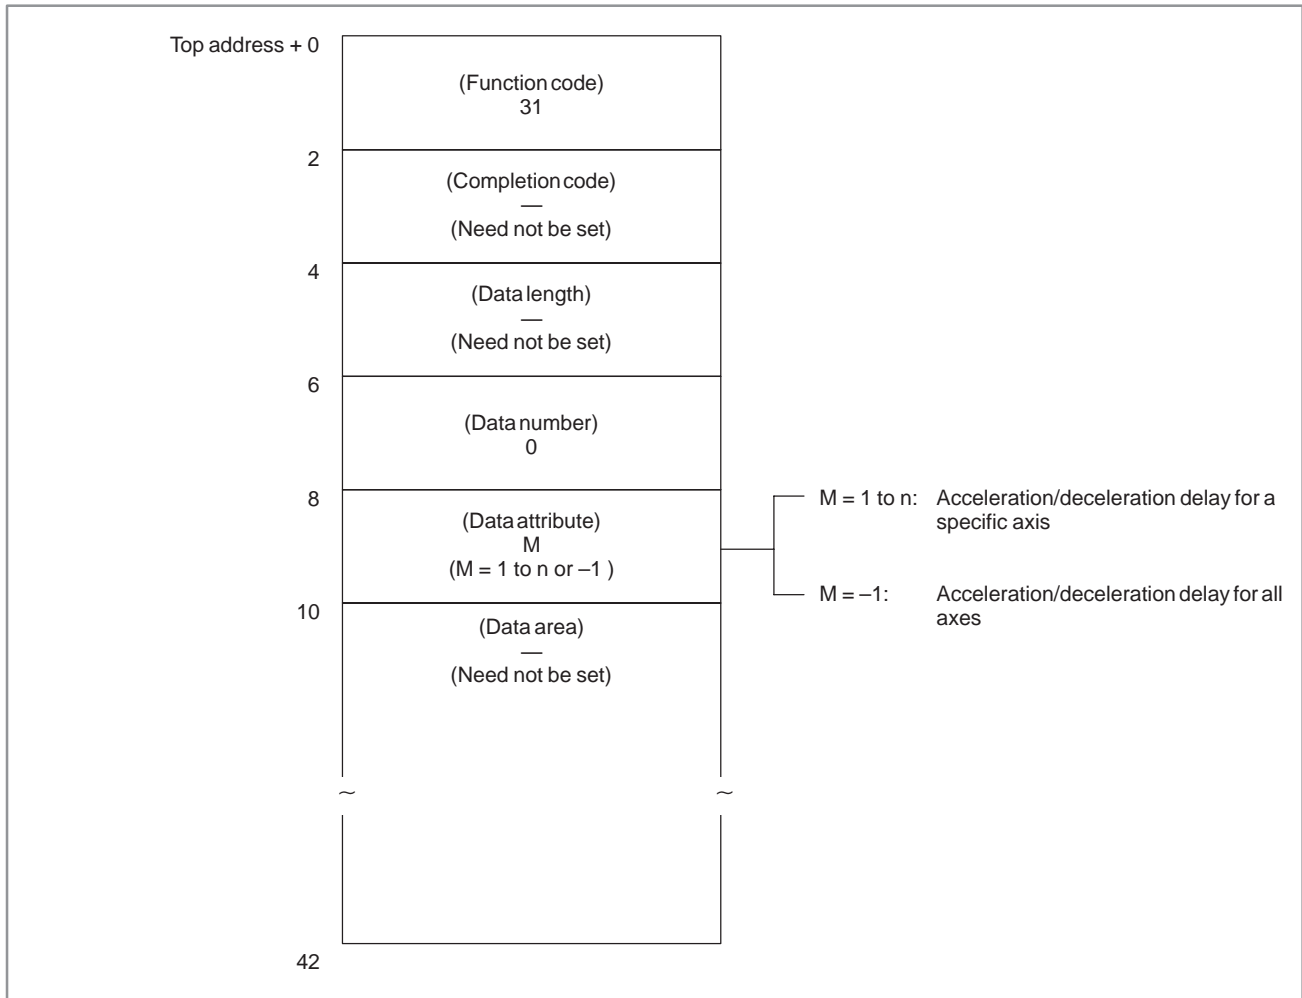 Top address + 0
(Function code)
31
2
(Completion code)
—
(Need not be set)
4
(Data length)
—
(Need not be set)
6
(Data number)
0
8
(Data attribute)
M
(M = 1 to n or –1 )
M = 1 to n: Acceleration/deceleration delay for a
specific axis
M = –1: Acceleration/deceleration delay for all
axes
10
(Data area)
—
(Need not be set)
~ ~
42